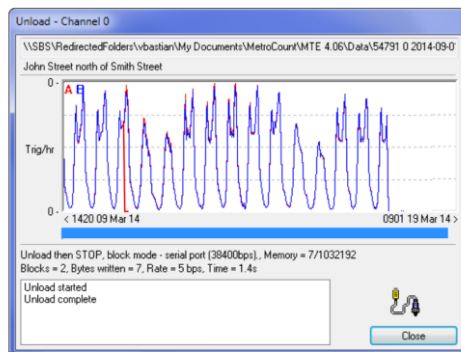 Unload - Channel 0
\\SBS\RedirectedFolders\vbastian\My Documents\MetroCount\MTE 4.06\Data\54791 0 2014-09-0
John Street north of Smith Street
0 -
A B
Trig/hr
0 -
< 1420 09 Mar 14
0901 19 Mar 14 >
Unload then STOP, block mode - serial port (38400bps)., Memory = 7/1032192
Blocks = 2, Bytes written = 7, Rate = 5 bps, Time = 1.4s
Unload started
Unload complete
Close